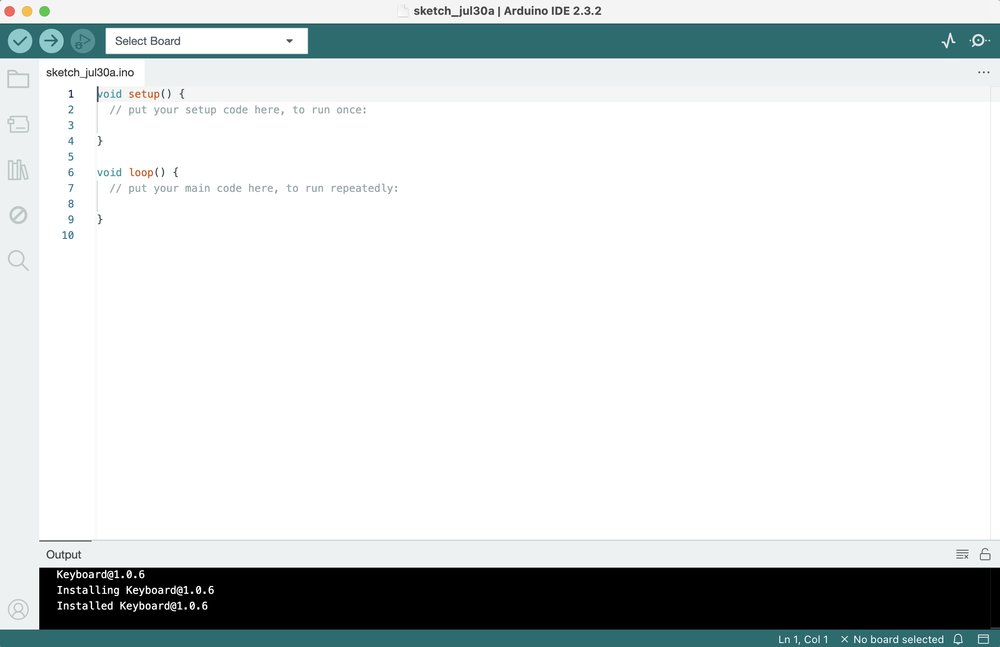 sketch_jul30a | Arduino IDE 2.3.2
Select Board
sketch_jul30a.ino
1 void setup() {
2 // put your setup code here, to run once:
3
4 }
5
6 void loop() {
7 // put your main code here, to run repeatedly:
8
9 }
10
Output
Keyboard@1.0.6
Installing Keyboard@1.0.6
Installed Keyboard@1.0.6
Ln 1, Col 1 × No board selected